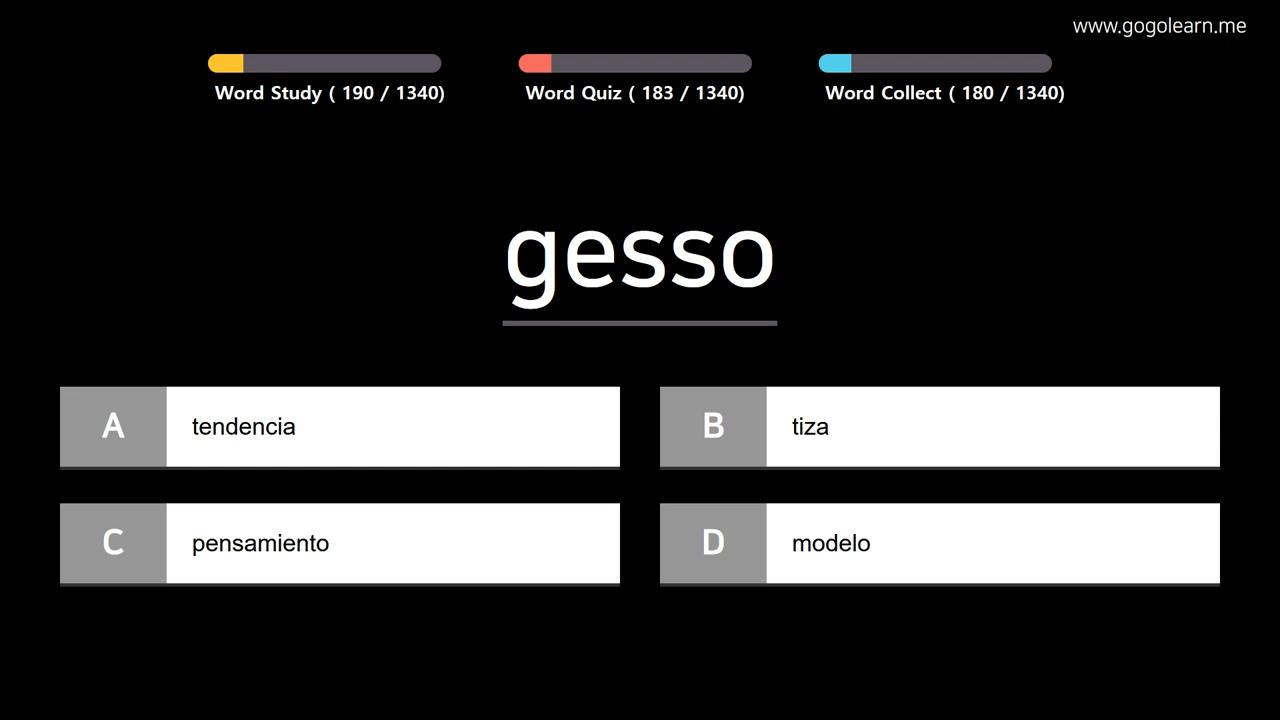 www.gogolearn.me
Word Study ( 190 / 1340)
Word Quiz ( 183 / 1340)
Word Collect ( 180 / 1340)
gesso
A tendencia
B tiza
C pensamiento
D modelo